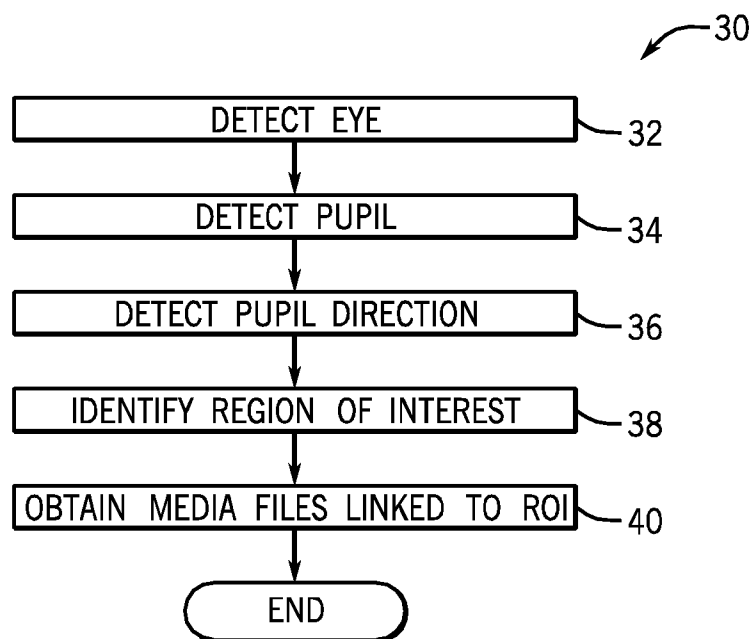 30
DETECT EYE
32
DETECT PUPIL
34
DETECT PUPIL DIRECTION
36
IDENTIFY REGION OF INTEREST
38
OBTAIN MEDIA FILES LINKED TO ROI
40
END